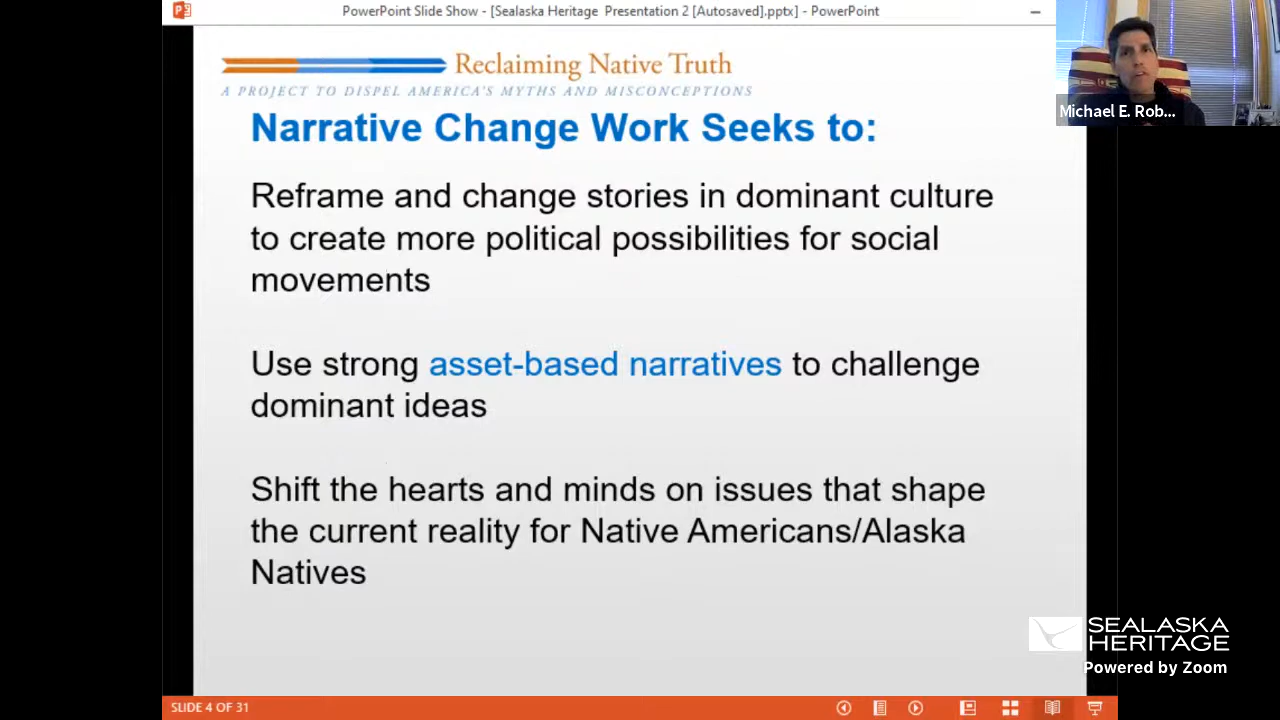 PowerPoint Slide Show - [Sealaska Heritage Presentation 2 [Autosaved].pptx] - PowerPoint
Michael E. Rob...
Reclaiming Native Truth
A PROJECT TO DISPEL AMERICA'S MYTHS AND MISCONCEPTIONS
Narrative Change Work Seeks to:
Reframe and change stories in dominant culture
to create more political possibilities for social
movements
Use strong asset-based narratives to challenge
dominant ideas
Shift the hearts and minds on issues that shape
the current reality for Native Americans/Alaska
Natives
SEALASKA
HERITAGE
Powered by Zoom
SLIDE 4 OF 31